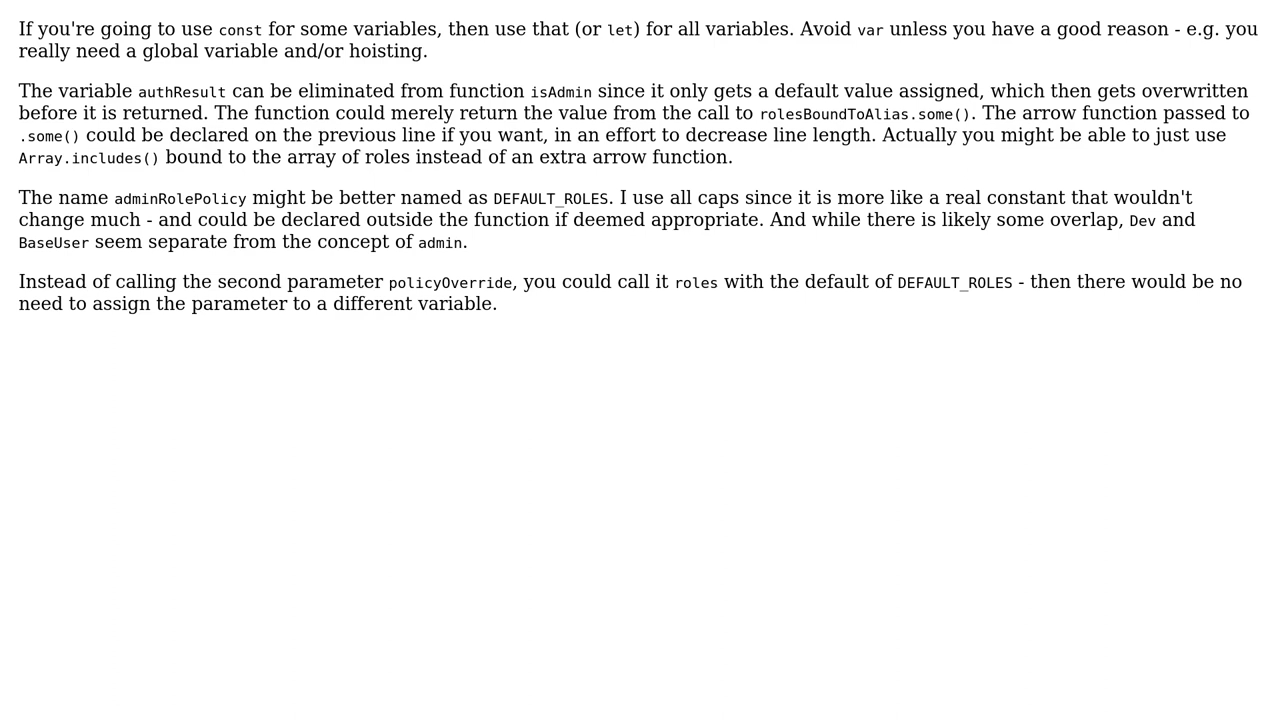 If you're going to use const for some variables, then use that (or let) for all variables. Avoid var unless you have a good reason - e.g. you
really need a global variable and/or hoisting.
The variable authResult can be eliminated from function isAdmin since it only gets a default value assigned, which then gets overwritten
before it is returned. The function could merely return the value from the call to rolesBoundToAlias.some(). The arrow function passed to
.some() could be declared on the previous line if you want, in an effort to decrease line length. Actually you might be able to just use
Array.includes() bound to the array of roles instead of an extra arrow function.
The name adminRolePolicy might be better named as DEFAULT_ROLES. I use all caps since it is more like a real constant that wouldn't
change much - and could be declared outside the function if deemed appropriate. And while there is likely some overlap, Dev and
BaseUser seem separate from the concept of admin.
Instead of calling the second parameter policyOverride, you could call it roles with the default of DEFAULT_ROLES - then there would be no
need to assign the parameter to a different variable.